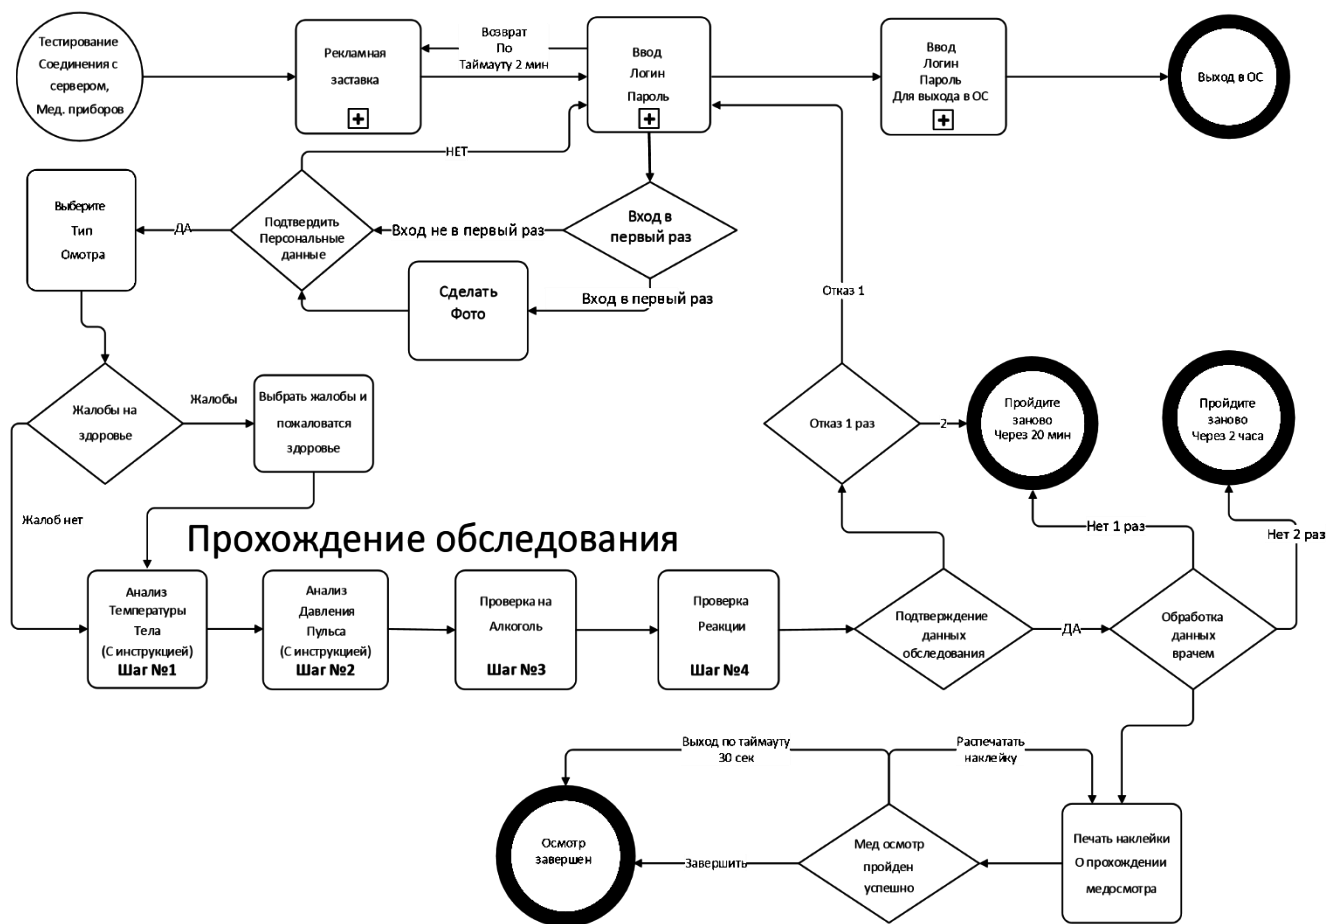 Тестирование
Соединения с
сервером,
Мед. приборов
Рекламная
заставка
Возврат
По
Таймауту 2 мин
Ввод
Логин
Пароль
Ввод
Логин
Пароль
Для выхода в ОС
Выход в ОС
НЕТ
Выберите
Тип
Омотра
ДА
Подтвердить
Персональные
данные
Вход не в первый раз
Вход в
первый раз
Сделать
Фото
Вход в первый раз
Отказ 1
Жалобы на
здоровье
Жалобы
Выбрать жалобы и
пожаловатся
здоровье
Отказ 1 раз
2
Пройдите
заново
Через 20 мин
Пройдите
заново
Через 2 часа
Жалоб нет
Прохождение обследования
Нет 1 раз
Нет 2 раз
Анализ
Температуры
Тела
(С инструкцией)
Шаг №1
Анализ
Давления
Пульса
(С инструкцией)
Шаг №2
Проверка на
Алкоголь
Шаг №3
Проверка
Реакции
Шаг №4
Подтверждение
данных
обследования
ДА
Обработка
данных
врачем
Выход по таймауту
30 сек
Распечатать
наклейку
Осмотр
завершен
Завершить
Мед осмотр
пройден
успешно
Печать наклейки
О прохождении
медосмотра